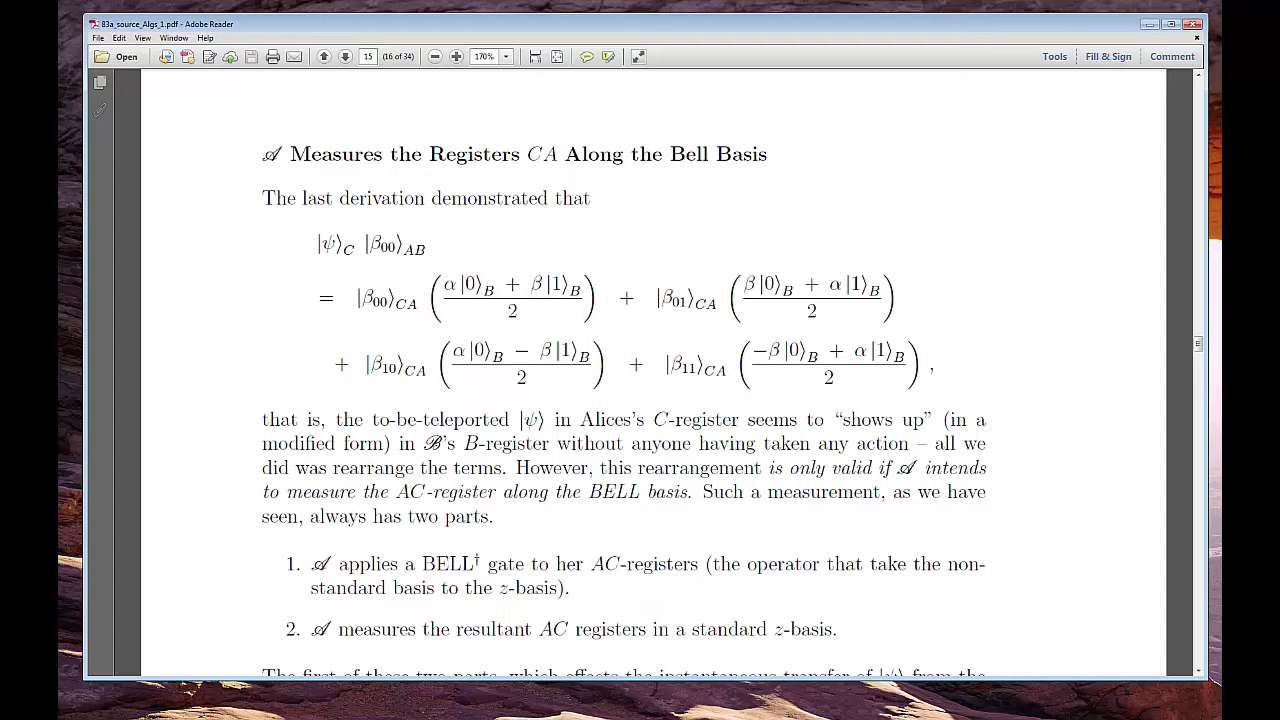 83a_source_Algs_1.pdf - Adobe Reader
File Edit View Window Help
Open 15 (16 of 34) 170% Tools Fill & Sign Comment
𝒜 Measures the Registers CA Along the Bell Basis
The last derivation demonstrated that
|ψ⟩_C |β₀₀⟩_AB
= |β₀₀⟩_CA ( (α|0⟩_B + β|1⟩_B) / 2 ) + |β₀₁⟩_CA ( (β|0⟩_B + α|1⟩_B) / 2 )
+ |β₁₀⟩_CA ( (α|0⟩_B − β|1⟩_B) / 2 ) + |β₁₁⟩_CA ( (−β|0⟩_B + α|1⟩_B) / 2 ) ,
that is, the to-be-teleported |ψ⟩ in Alices's C-register seems to “shows up” (in a
modified form) in ℬ's B-register without anyone having taken any action – all we
did was rearrange the terms. However, this rearrangement is only valid if 𝒜 intends
to measure the AC-register along the BELL basis. Such a measurement, as we have
seen, always has two parts.
1. 𝒜 applies a BELL† gate to her AC-registers (the operator that take the non-
standard basis to the z-basis).
2. 𝒜 measures the resultant AC registers in a standard z-basis.